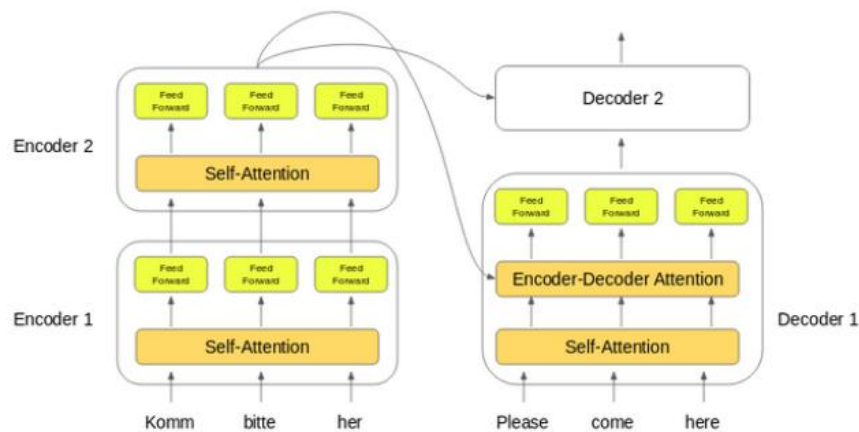 Feed Forward
Feed Forward
Feed Forward
Decoder 2
Encoder 2
Self-Attention
Feed Forward
Feed Forward
Feed Forward
Feed Forward
Feed Forward
Feed Forward
Encoder-Decoder Attention
Encoder 1
Decoder 1
Self-Attention
Self-Attention
Komm bitte her
Please come here